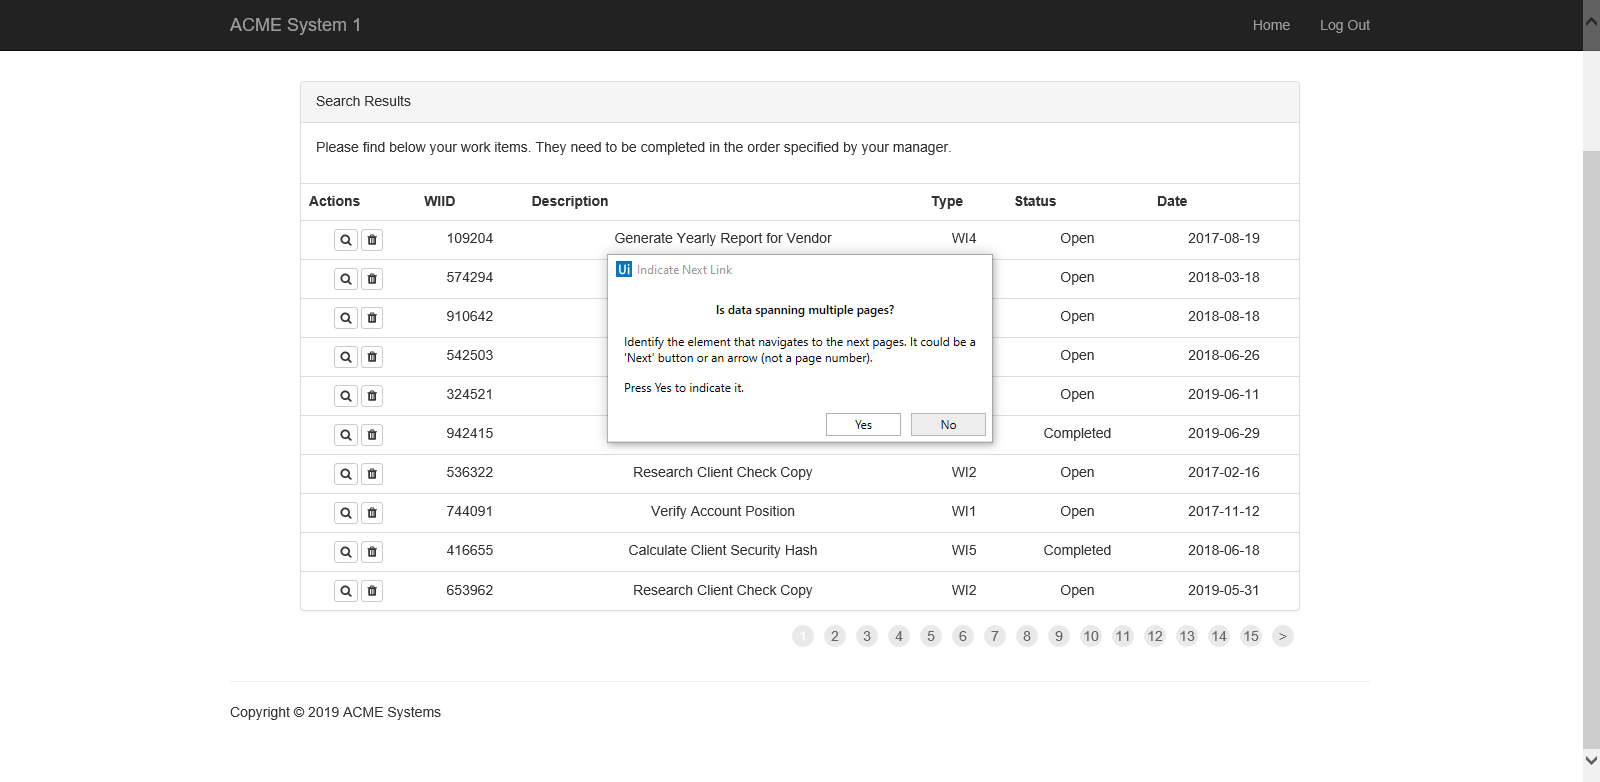 ACME System 1 Home Log Out
Search Results
Please find below your work items. They need to be completed in the order specified by your manager.
Actions WIID Description Type Status Date
109204 Generate Yearly Report for Vendor WI4 Open 2017-08-19
574294 Open 2018-03-18
910642 Open 2018-08-18
542503 Open 2018-06-26
324521 Open 2019-06-11
942415 Completed 2019-06-29
Ui Indicate Next Link
Is data spanning multiple pages?
Identify the element that navigates to the next pages. It could be a
'Next' button or an arrow (not a page number).
Press Yes to indicate it.
Yes No
536322 Research Client Check Copy WI2 Open 2017-02-16
744091 Verify Account Position WI1 Open 2017-11-12
416655 Calculate Client Security Hash WI5 Completed 2018-06-18
653962 Research Client Check Copy WI2 Open 2019-05-31
1 2 3 4 5 6 7 8 9 10 11 12 13 14 15 >
Copyright © 2019 ACME Systems